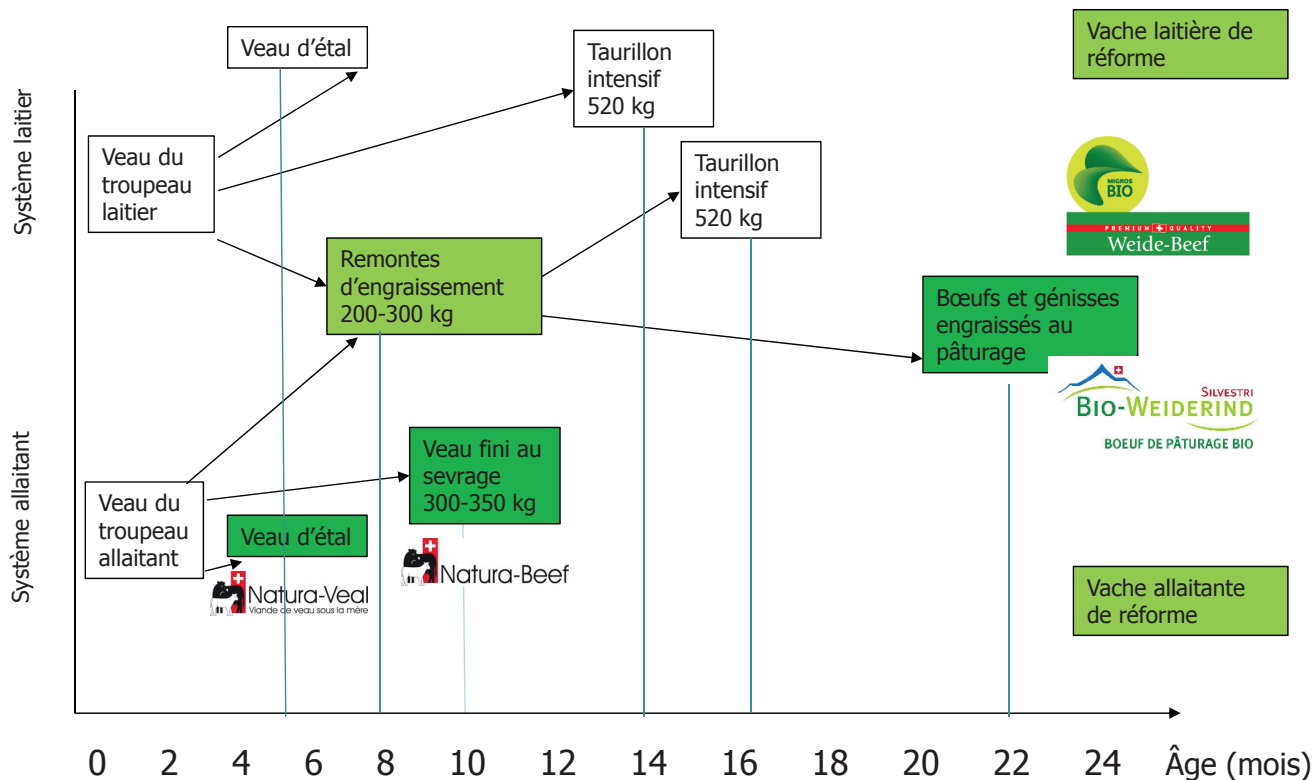 Veau d'étal
Taurillon
intensif
520 kg
Vache laitière de
réforme
Système laitier
Veau du
troupeau
laitier
Taurillon
intensif
520 kg
MIGROS
BIO
PREMIUM QUALITY
Weide-Beef
Remontes
d'engraissement
200-300 kg
Bœufs et génisses
engraissés au
pâturage
SILVESTRI
BIO-WEIDERIND
BOEUF DE PÂTURAGE BIO
Système allaitant
Veau fini au
sevrage
300-350 kg
Veau du
troupeau
allaitant
Veau d'étal
Natura-Veal
Viande de veau sous la mère
Natura-Beef
Vache allaitante
de réforme
0 2 4 6 8 10 12 14 16 18 20 22 24 Âge (mois)